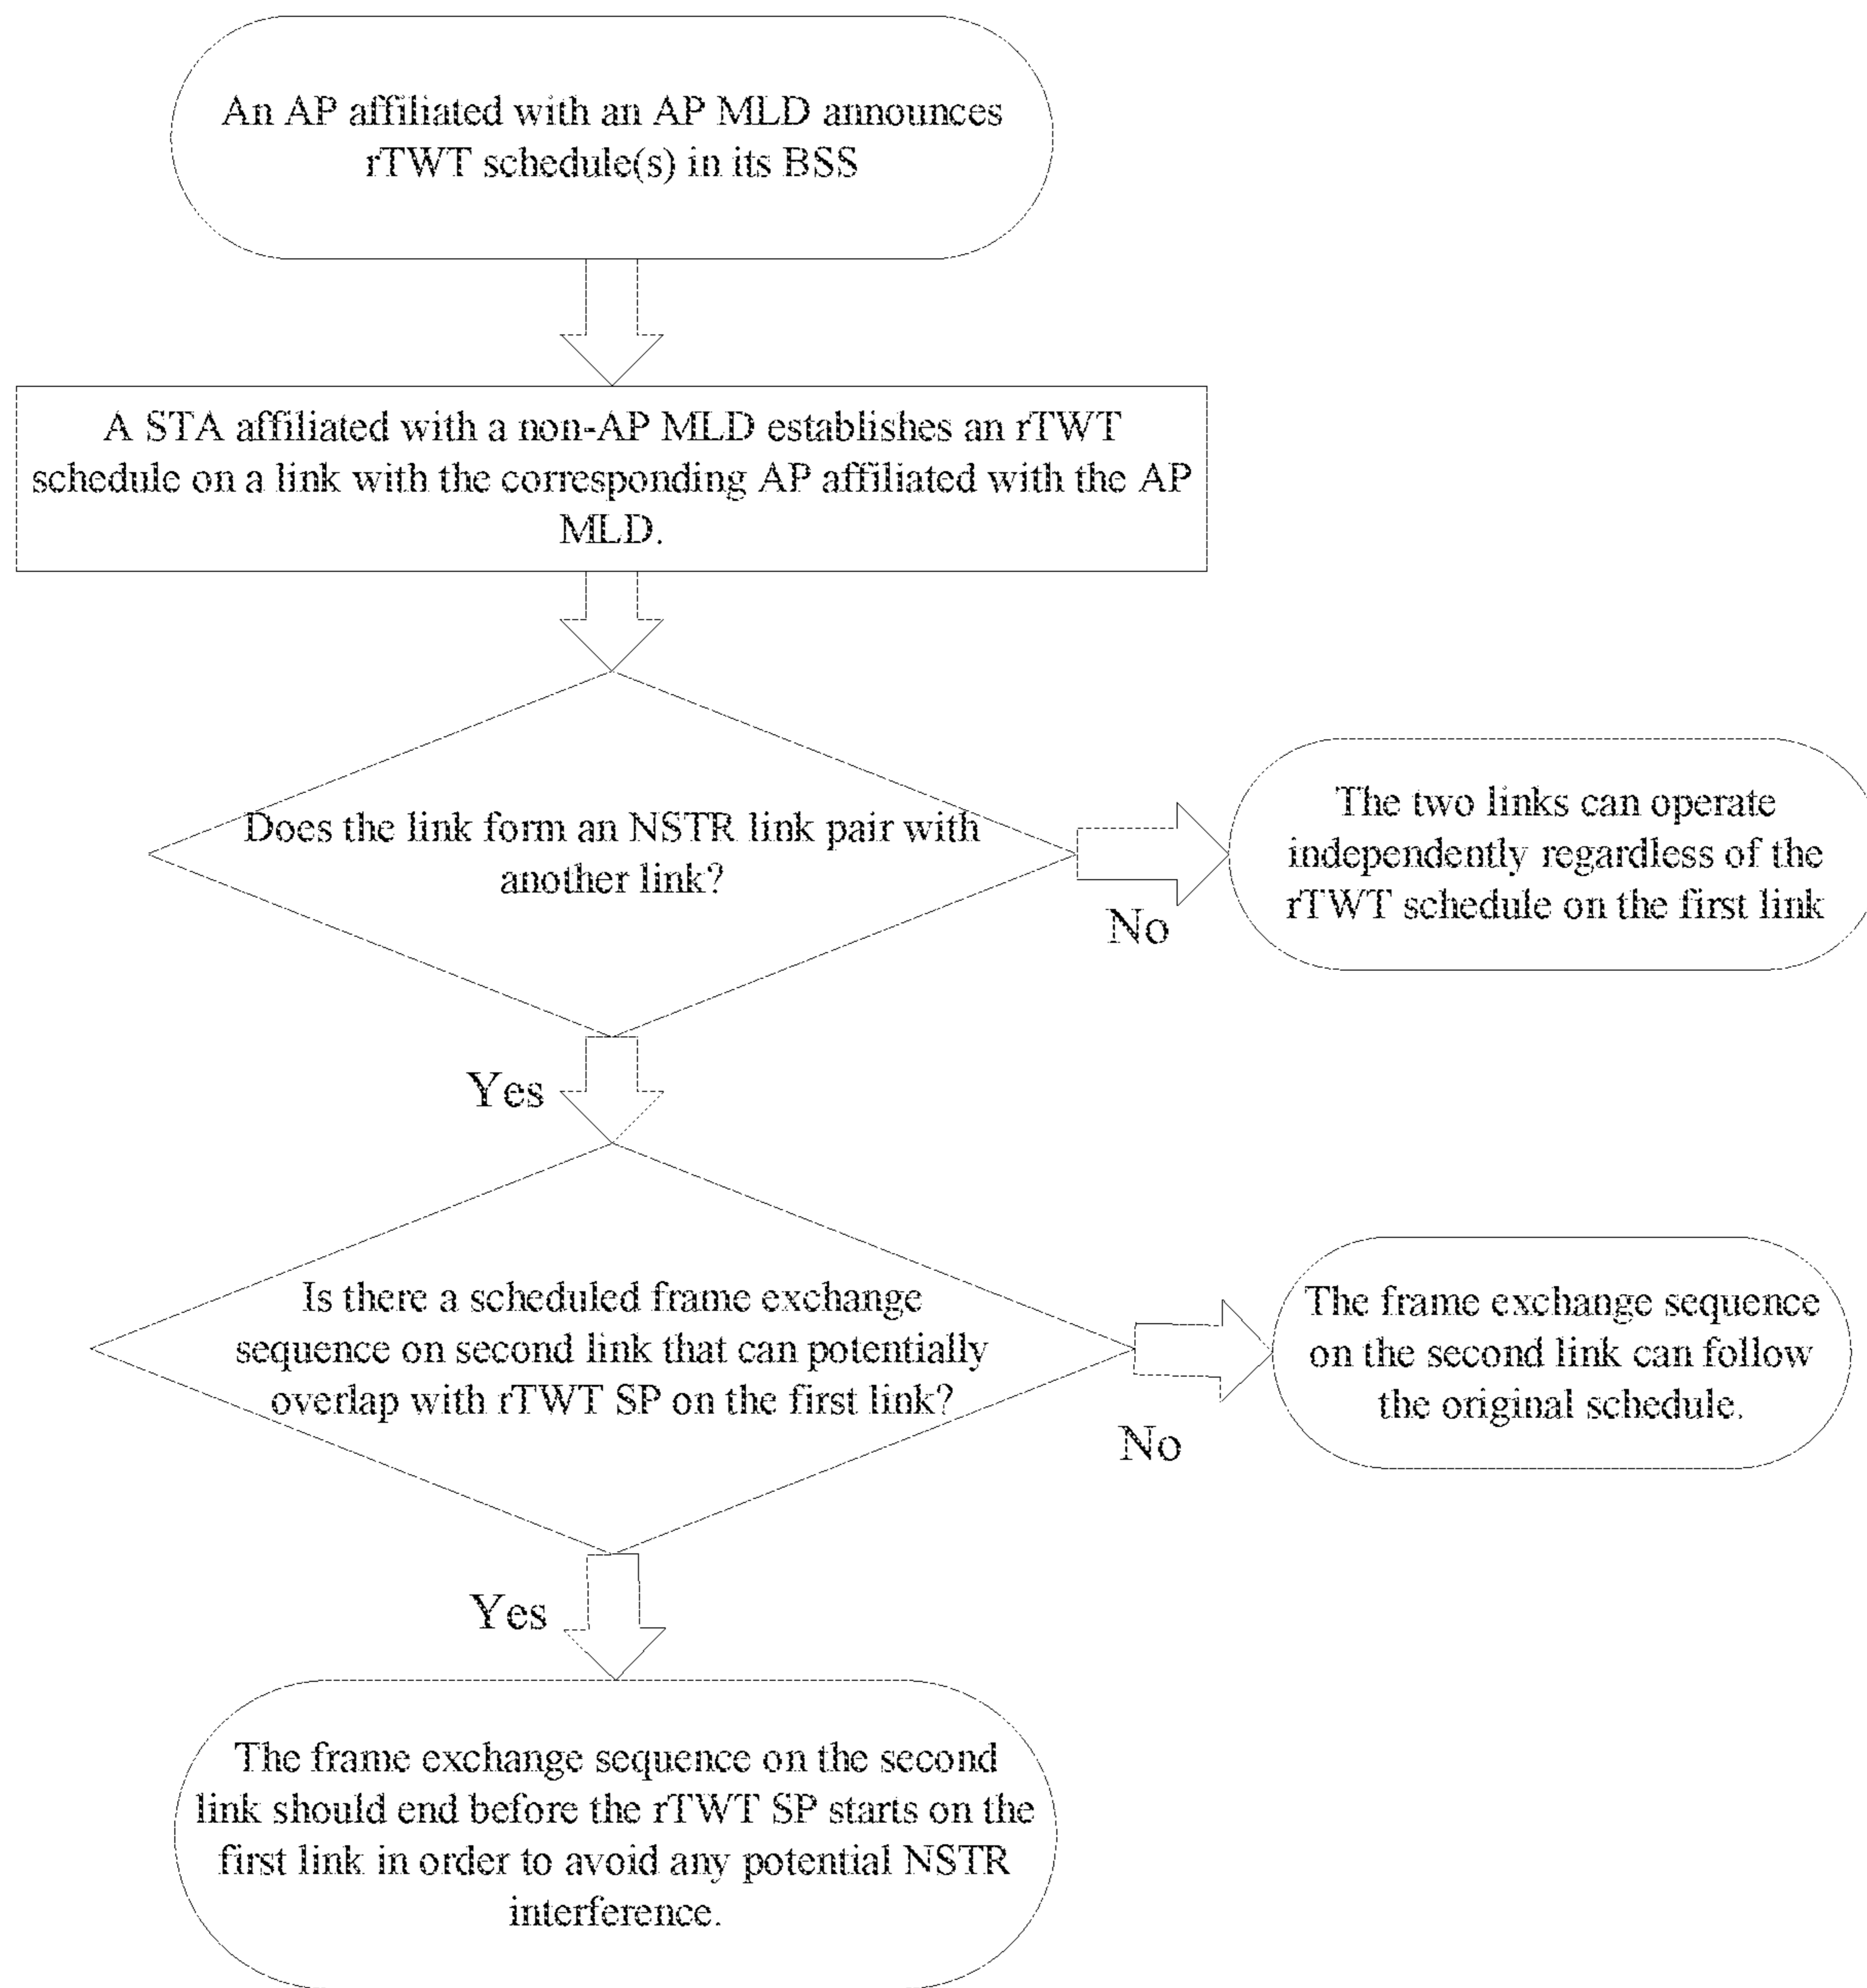 An AP affiliated with an AP MLD announces
rTWT schedule(s) in its BSS
A STA affiliated with a non-AP MLD establishes an rTWT
schedule on a link with the corresponding AP affiliated with the AP
MLD.
Does the link form an NSTR link pair with
another link?
No
The two links can operate
independently regardless of the
rTWT schedule on the first link
Yes
Is there a scheduled frame exchange
sequence on second link that can potentially
overlap with rTWT SP on the first link?
No
The frame exchange sequence
on the second link can follow
the original schedule.
Yes
The frame exchange sequence on the second
link should end before the rTWT SP starts on the
first link in order to avoid any potential NSTR
interference.